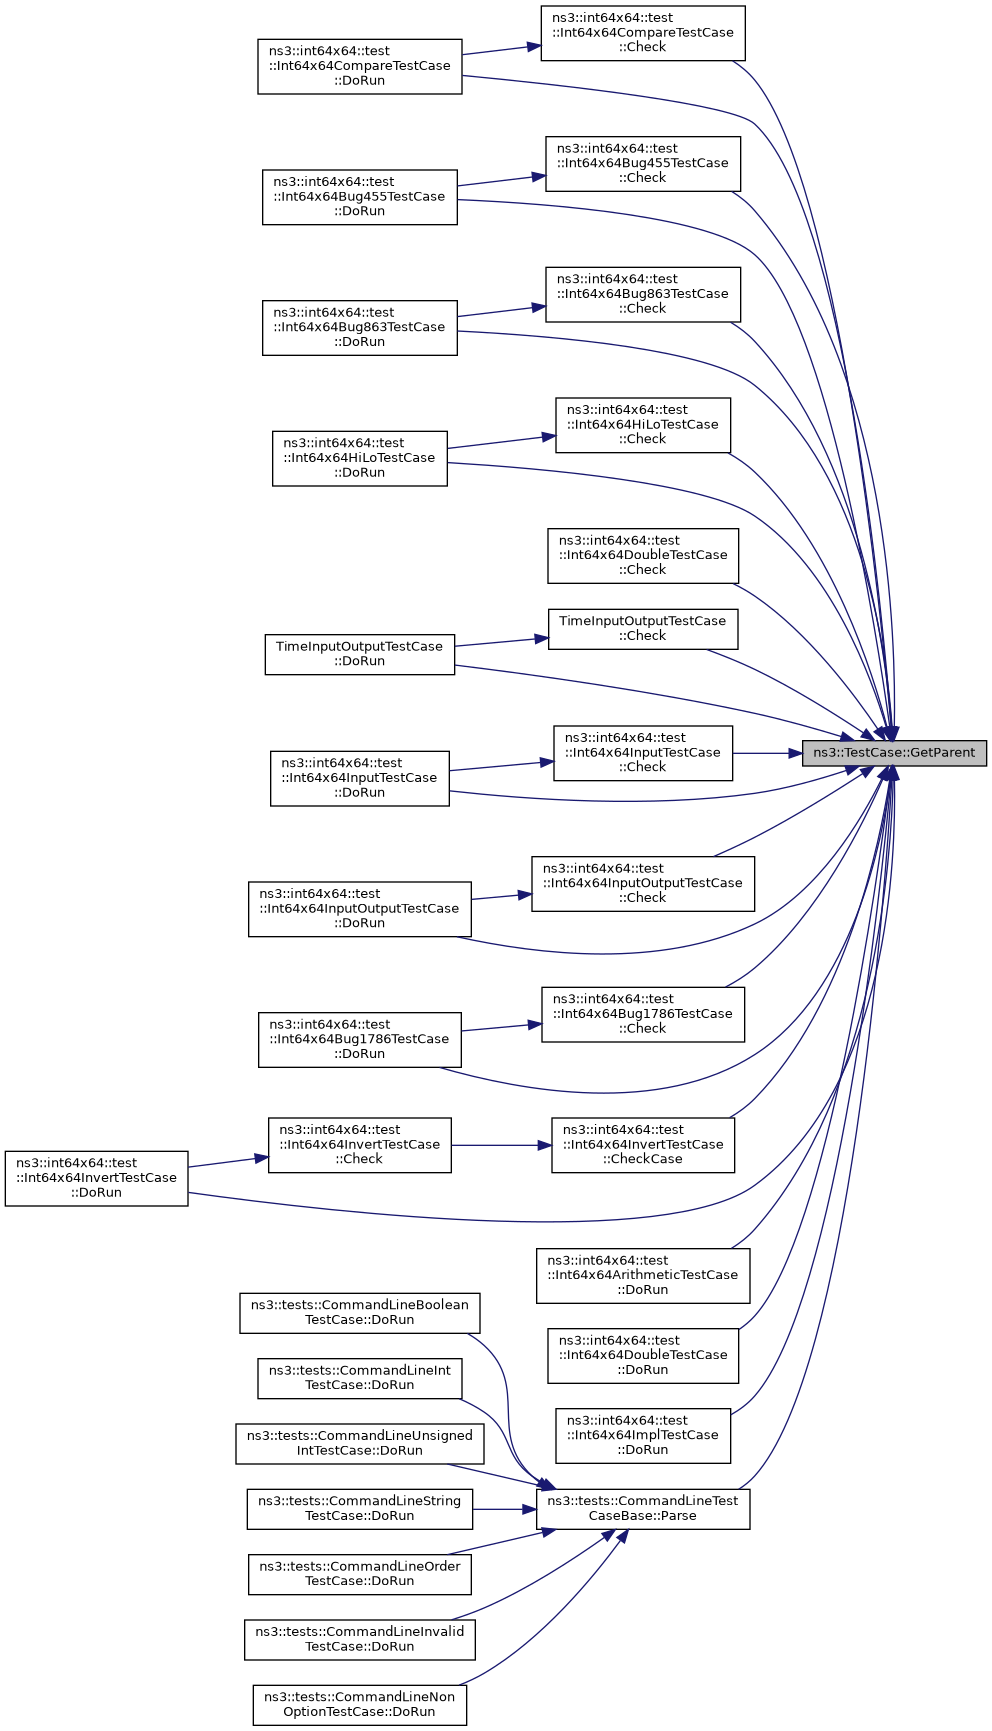 ns3::int64x64::test
::Int64x64CompareTestCase
::Check
ns3::int64x64::test
::Int64x64CompareTestCase
::DoRun
ns3::int64x64::test
::Int64x64Bug455TestCase
::Check
ns3::int64x64::test
::Int64x64Bug455TestCase
::DoRun
ns3::int64x64::test
::Int64x64Bug863TestCase
::Check
ns3::int64x64::test
::Int64x64Bug863TestCase
::DoRun
ns3::int64x64::test
::Int64x64HiLoTestCase
::Check
ns3::int64x64::test
::Int64x64HiLoTestCase
::DoRun
ns3::int64x64::test
::Int64x64DoubleTestCase
::Check
TimeInputOutputTestCase
::Check
TimeInputOutputTestCase
::DoRun
ns3::int64x64::test
::Int64x64InputTestCase
::Check
ns3::TestCase::GetParent
ns3::int64x64::test
::Int64x64InputTestCase
::DoRun
ns3::int64x64::test
::Int64x64InputOutputTestCase
::Check
ns3::int64x64::test
::Int64x64InputOutputTestCase
::DoRun
ns3::int64x64::test
::Int64x64Bug1786TestCase
::Check
ns3::int64x64::test
::Int64x64Bug1786TestCase
::DoRun
ns3::int64x64::test
::Int64x64InvertTestCase
::CheckCase
ns3::int64x64::test
::Int64x64InvertTestCase
::Check
ns3::int64x64::test
::Int64x64InvertTestCase
::DoRun
ns3::int64x64::test
::Int64x64ArithmeticTestCase
::DoRun
ns3::tests::CommandLineBoolean
TestCase::DoRun
ns3::int64x64::test
::Int64x64DoubleTestCase
::DoRun
ns3::tests::CommandLineInt
TestCase::DoRun
ns3::int64x64::test
::Int64x64ImplTestCase
::DoRun
ns3::tests::CommandLineUnsigned
IntTestCase::DoRun
ns3::tests::CommandLineTest
CaseBase::Parse
ns3::tests::CommandLineString
TestCase::DoRun
ns3::tests::CommandLineOrder
TestCase::DoRun
ns3::tests::CommandLineInvalid
TestCase::DoRun
ns3::tests::CommandLineNon
OptionTestCase::DoRun